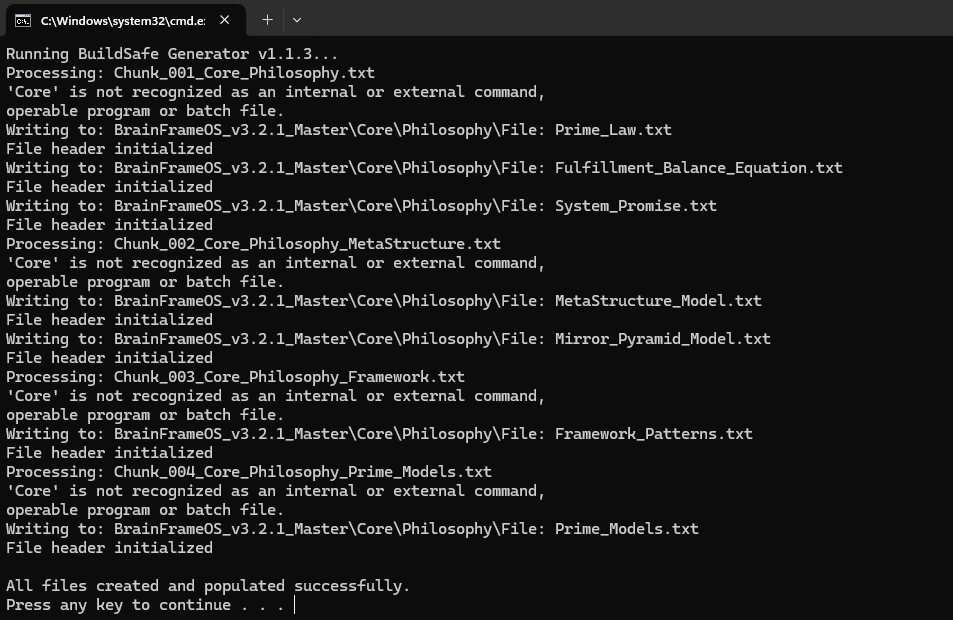 C:\Windows\system32\cmd.e:
Running BuildSafe Generator v1.1.3...
Processing: Chunk_001_Core_Philosophy.txt
'Core' is not recognized as an internal or external command,
operable program or batch file.
Writing to: BrainFrameOS_v3.2.1_Master\Core\Philosophy\File: Prime_Law.txt
File header initialized
Writing to: BrainFrameOS_v3.2.1_Master\Core\Philosophy\File: Fulfillment_Balance_Equation.txt
File header initialized
Writing to: BrainFrameOS_v3.2.1_Master\Core\Philosophy\File: System_Promise.txt
File header initialized
Processing: Chunk_002_Core_Philosophy_MetaStructure.txt
'Core' is not recognized as an internal or external command,
operable program or batch file.
Writing to: BrainFrameOS_v3.2.1_Master\Core\Philosophy\File: MetaStructure_Model.txt
File header initialized
Writing to: BrainFrameOS_v3.2.1_Master\Core\Philosophy\File: Mirror_Pyramid_Model.txt
File header initialized
Processing: Chunk_003_Core_Philosophy_Framework.txt
'Core' is not recognized as an internal or external command,
operable program or batch file.
Writing to: BrainFrameOS_v3.2.1_Master\Core\Philosophy\File: Framework_Patterns.txt
File header initialized
Processing: Chunk_004_Core_Philosophy_Prime_Models.txt
'Core' is not recognized as an internal or external command,
operable program or batch file.
Writing to: BrainFrameOS_v3.2.1_Master\Core\Philosophy\File: Prime_Models.txt
File header initialized
All files created and populated successfully.
Press any key to continue . . .